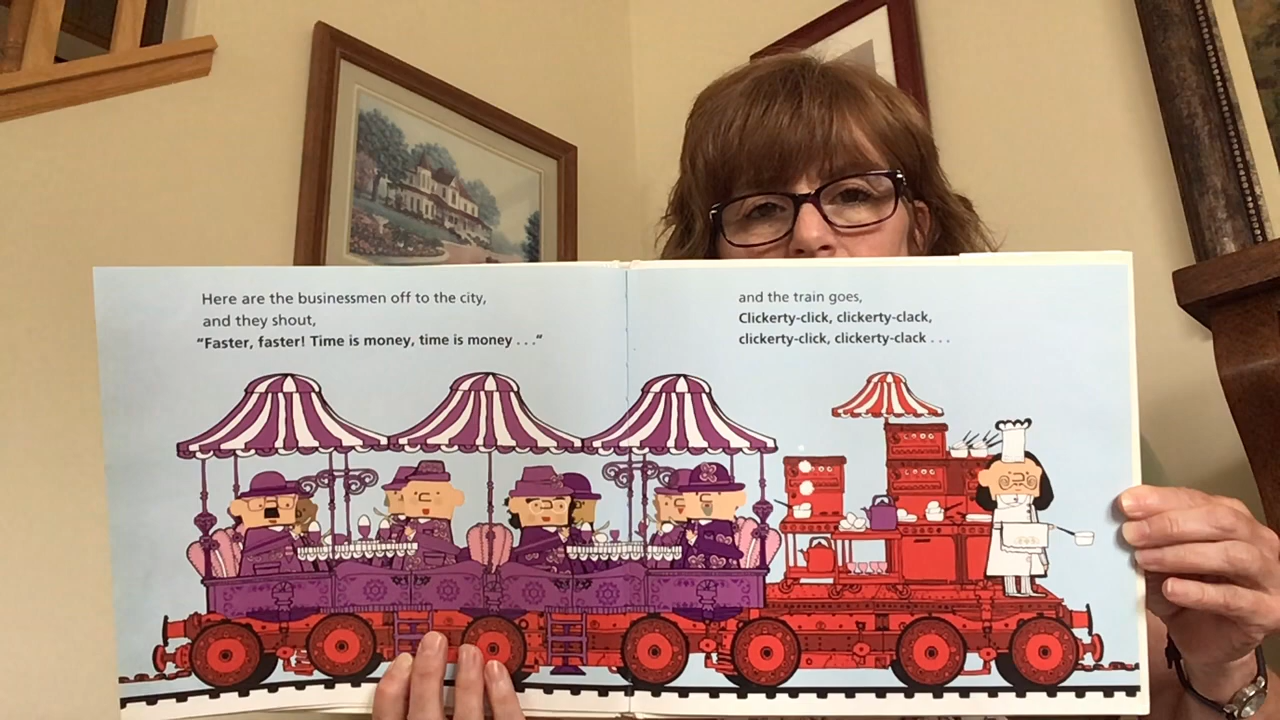 Here are the businessmen off to the city,
and they shout,
“Faster, faster! Time is money, time is money . . .”
and the train goes,
Clickerty-click, clickerty-clack,
clickerty-click, clickerty-clack . . .